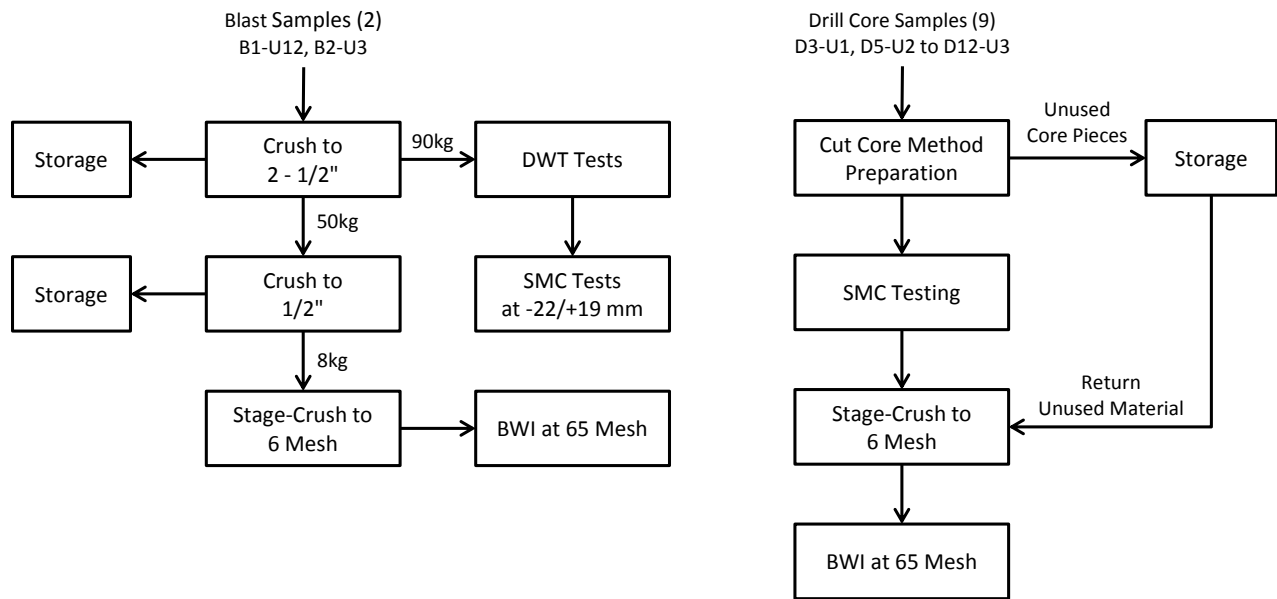 Blast Samples (2)
B1-U12, B2-U3
Storage
Crush to
2 - 1/2"
90kg
DWT Tests
50kg
Storage
Crush to
1/2"
SMC Tests
at -22/+19 mm
8kg
Stage-Crush to
6 Mesh
BWI at 65 Mesh
Drill Core Samples (9)
D3-U1, D5-U2 to D12-U3
Cut Core Method
Preparation
Unused
Core Pieces
Storage
SMC Testing
Return
Unused Material
Stage-Crush to
6 Mesh
BWI at 65 Mesh